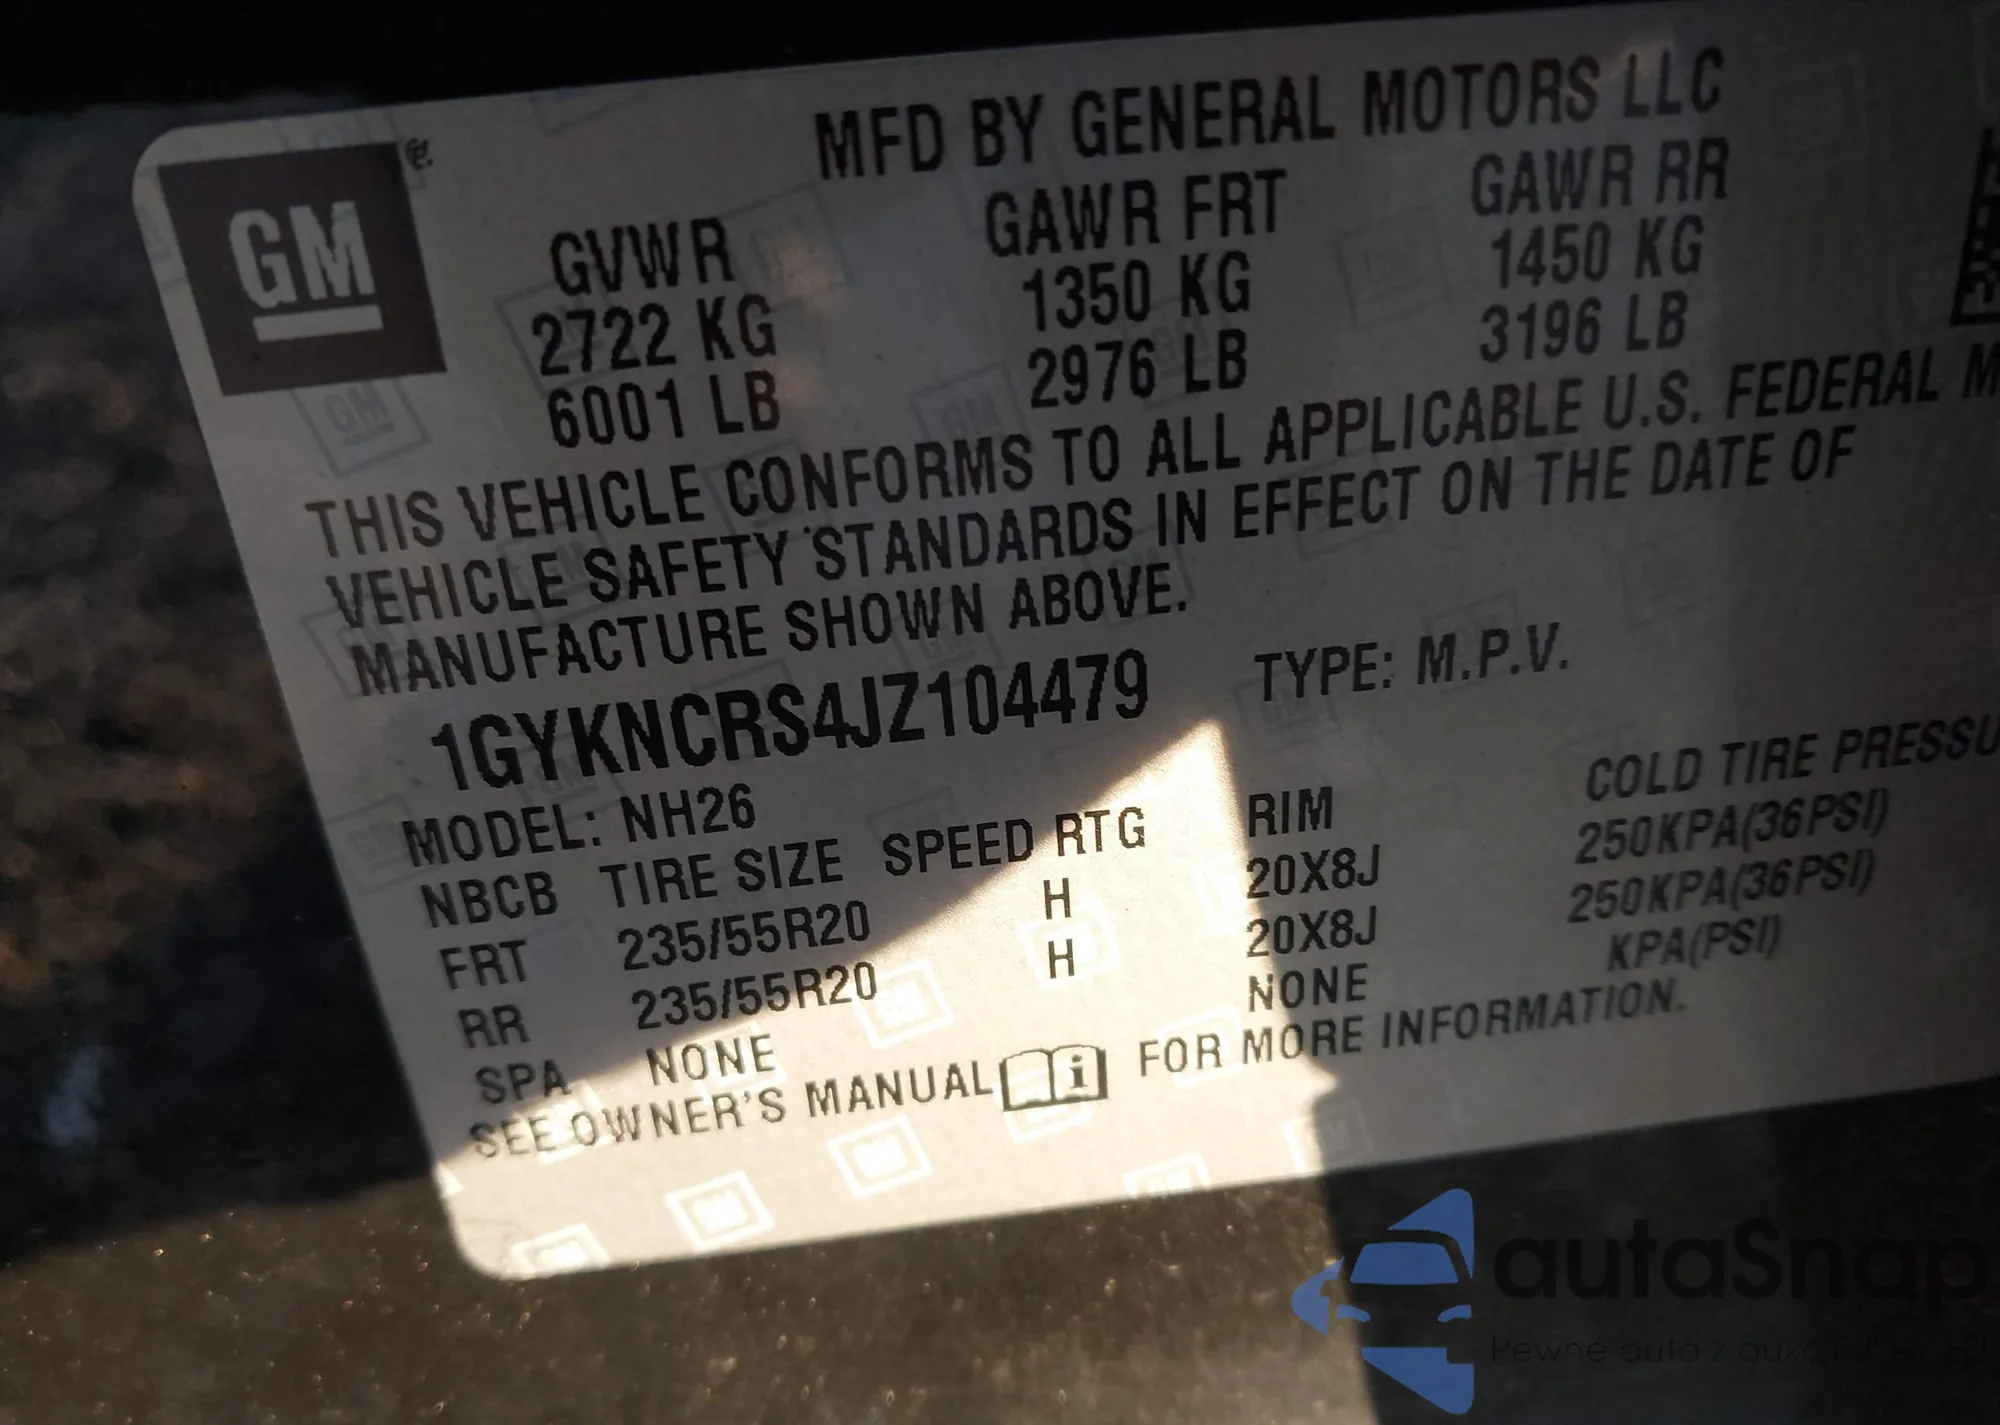 GM
MFD BY GENERAL MOTORS LLC
GVWR GAWR FRT GAWR RR
2722 KG 1350 KG 1450 KG
6001 LB 2976 LB 3196 LB
THIS VEHICLE CONFORMS TO ALL APPLICABLE U.S. FEDERAL M
VEHICLE SAFETY STANDARDS IN EFFECT ON THE DATE OF
MANUFACTURE SHOWN ABOVE.
1GYKNCRS4JZ104479 TYPE: M.P.V.
MODEL: NH26
NBCB TIRE SIZE SPEED RTG RIM COLD TIRE PRESSU
FRT 235/55R20 H 20X8J 250KPA(36PSI)
RR 235/55R20 H 20X8J 250KPA(36PSI)
SPA NONE NONE KPA(PSI)
SEE OWNER'S MANUAL i FOR MORE INFORMATION.
autaSnap
Pewne auta z